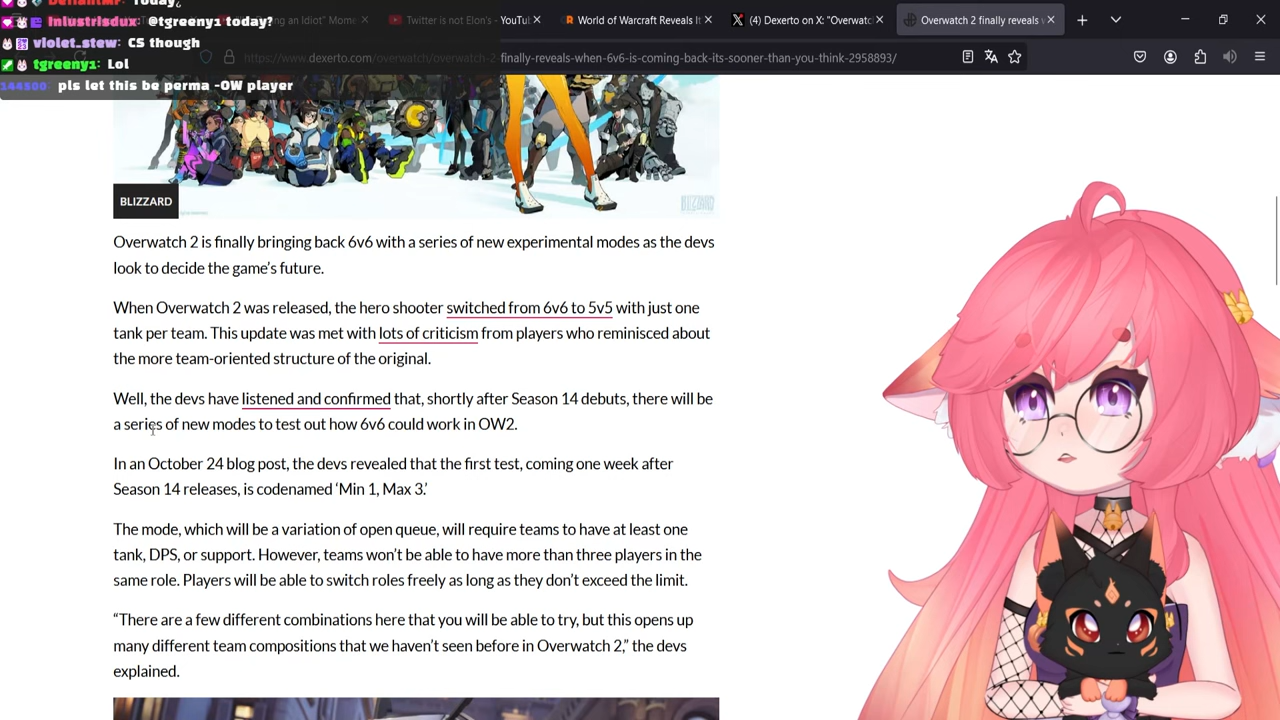 @tgreeny1 today?
violet_stew: CS though
tgreeny1: Lol
pls let this be perma -OW player
Twitter is not Elon's - YouTu
World of Warcraft Reveals It
(4) Dexerto on X: "Overwatc
Overwatch 2 finally reveals w
https://www.dexerto.com/overwatch/overwatch-2-finally-reveals-when-6v6-is-coming-back-its-sooner-than-you-think-2958893/
BLIZZARD
BLIZZARD
Overwatch 2 is finally bringing back 6v6 with a series of new experimental modes as the devs
look to decide the game's future.
When Overwatch 2 was released, the hero shooter switched from 6v6 to 5v5 with just one
tank per team. This update was met with lots of criticism from players who reminisced about
the more team-oriented structure of the original.
Well, the devs have listened and confirmed that, shortly after Season 14 debuts, there will be
a series of new modes to test out how 6v6 could work in OW2.
In an October 24 blog post, the devs revealed that the first test, coming one week after
Season 14 releases, is codenamed ‘Min 1, Max 3.’
The mode, which will be a variation of open queue, will require teams to have at least one
tank, DPS, or support. However, teams won't be able to have more than three players in the
same role. Players will be able to switch roles freely as long as they don't exceed the limit.
“There are a few different combinations here that you will be able to try, but this opens up
many different team compositions that we haven't seen before in Overwatch 2,” the devs
explained.